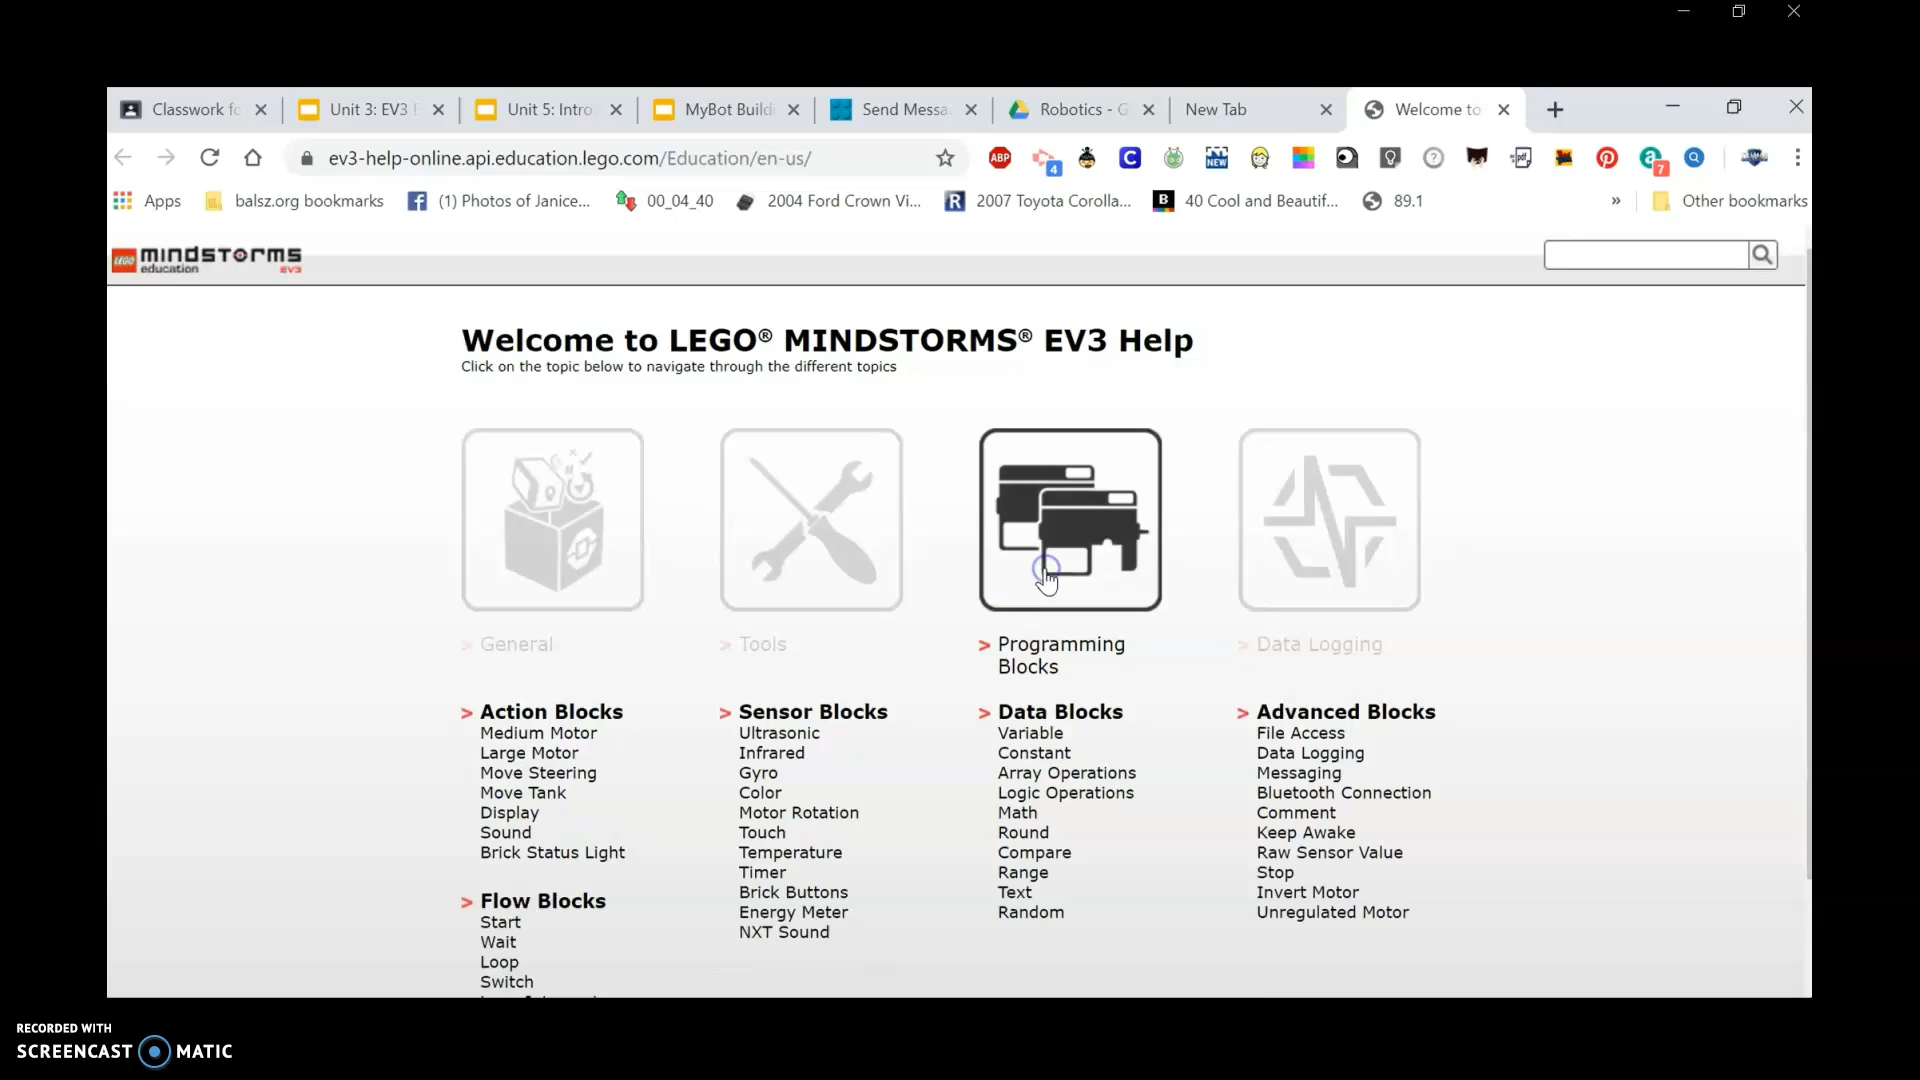 Classwork fo
Unit 3: EV3 E
Unit 5: Intro
MyBot Buildi
Send Messa
Robotics - G
New Tab
Welcome to
ev3-help-online.api.education.lego.com/Education/en-us/
ABP
4
C
NEW
pdf
a
7
Apps
balsz.org bookmarks
(1) Photos of Janice...
00_04_40
2004 Ford Crown Vi...
R
2007 Toyota Corolla...
B
40 Cool and Beautif...
89.1
»
Other bookmarks
LEGO mindstorms
education EV3
Welcome to LEGO® MINDSTORMS® EV3 Help
Click on the topic below to navigate through the different topics
> General
> Tools
> Programming
Blocks
> Data Logging
> Action Blocks
Medium Motor
Large Motor
Move Steering
Move Tank
Display
Sound
Brick Status Light
> Flow Blocks
Start
Wait
Loop
Switch
> Sensor Blocks
Ultrasonic
Infrared
Gyro
Color
Motor Rotation
Touch
Temperature
Timer
Brick Buttons
Energy Meter
NXT Sound
> Data Blocks
Variable
Constant
Array Operations
Logic Operations
Math
Round
Compare
Range
Text
Random
> Advanced Blocks
File Access
Data Logging
Messaging
Bluetooth Connection
Comment
Keep Awake
Raw Sensor Value
Stop
Invert Motor
Unregulated Motor
RECORDED WITH
SCREENCAST MATIC